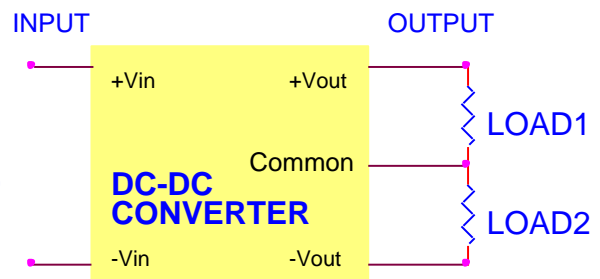 INPUT OUTPUT
+Vin +Vout
LOAD1
Common
DC-DC
CONVERTER
LOAD2
-Vin -Vout